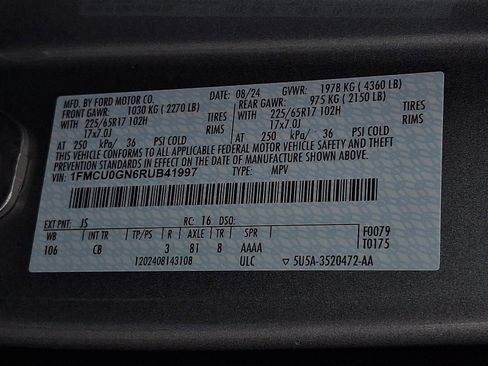 MFD. BY FORD MOTOR CO. 08/24 GVWR: 1978 KG ( 4360 LB)
FRONT GAWR: 1030 KG ( 2270 LB) REAR GAWR: 975 KG ( 2150 LB)
225/65R17 102H TIRES 225/65R17 102H TIRES
17x7.0J 17x7.0J
AT 250 kPa/ 36 PSI COLD AT 250 kPa/ 36 PSI COLD
THIS VEHICLE CONFORMS TO ALL APPLICABLE FEDERAL MOTOR VEHICLE SAFETY AND THEFT
PREVENTION STANDARDS IN EFFECT ON THE DATE OF MANUFACTURE SHOWN ABOVE.
VIN: 1FMCU0GN6RUB41997 TYPE: MPV
EXT PNT: JS RC: 16 DSO: F0079
WB INT TR TP/PS R AXLE TR SPR T0175
106 CB 3 81 8 AAAA
1202408143108 ULC ▽ 5U5A-3520472-AA